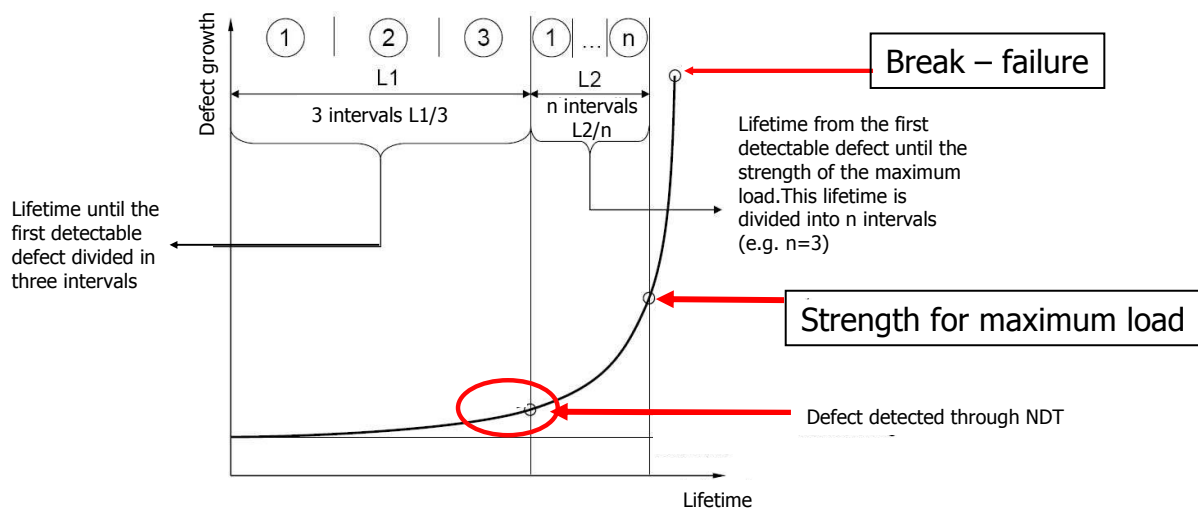 Defect growth
1
2
3
1
...
n
L1
L2
3 intervals L1/3
n intervals
L2/n
Break – failure
Lifetime from the first
detectable defect until the
strength of the maximum
load.This lifetime is
divided into n intervals
(e.g. n=3)
Lifetime until the
first detectable
defect divided in
three intervals
Strength for maximum load
Defect detected through NDT
Lifetime